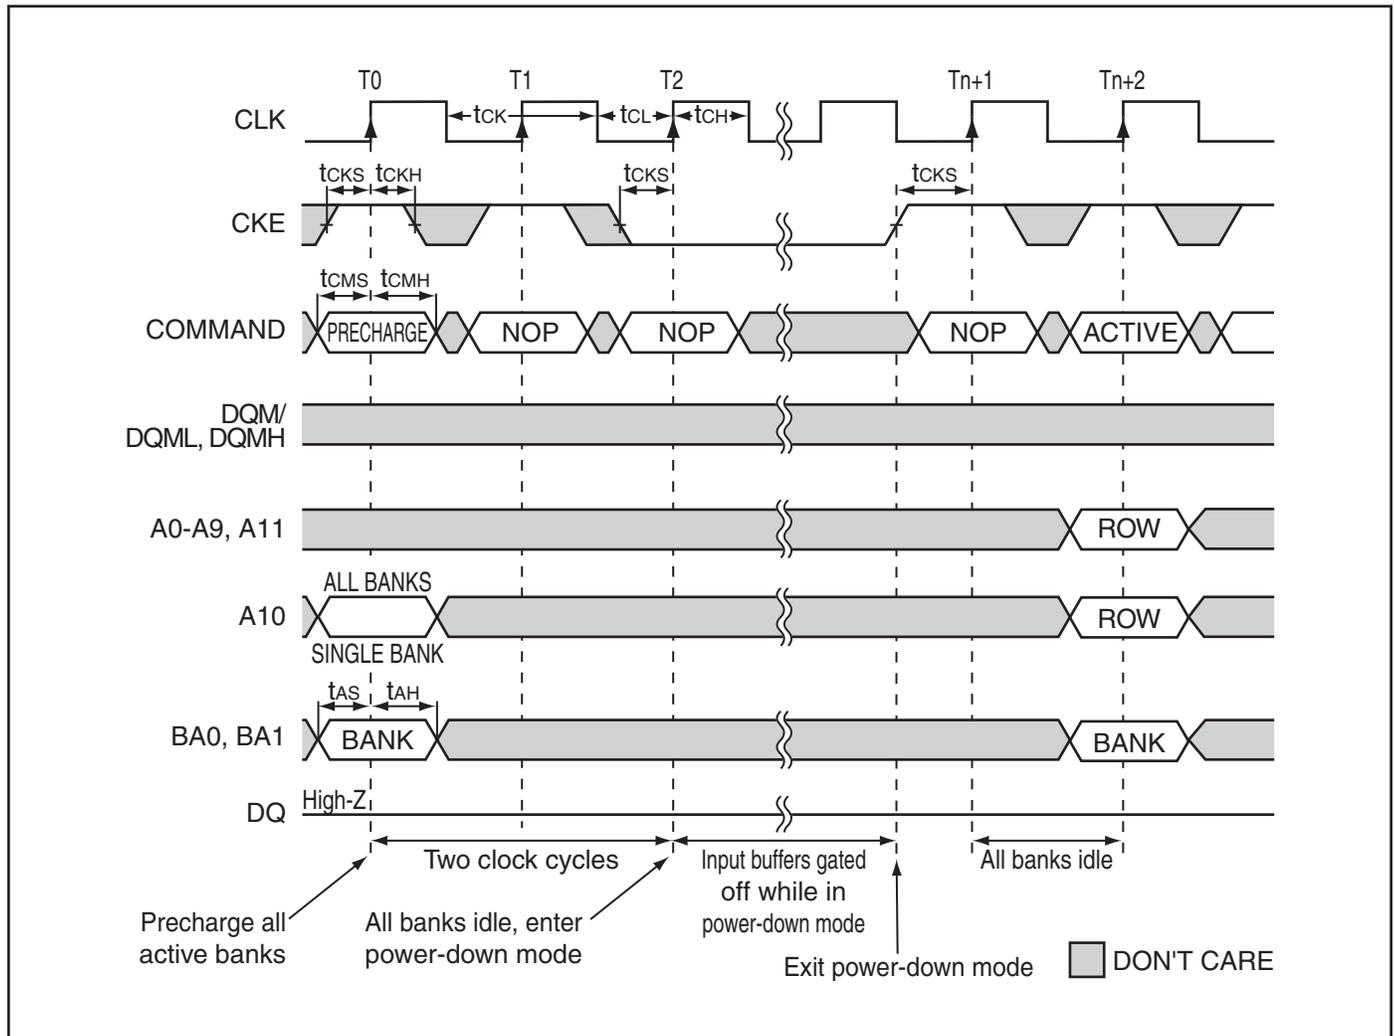 T0 T1 T2 Tn+1 Tn+2
CLK
tCK tCL tCH
tCKS tCKH tCKS tCKS
CKE
tCMS tCMH
COMMAND PRECHARGE NOP NOP NOP ACTIVE
DQM/
DQML, DQMH
A0-A9, A11 ROW
ALL BANKS
A10 ROW
SINGLE BANK
tAS tAH
BA0, BA1 BANK BANK
High-Z
DQ
Two clock cycles
Input buffers gated
off while in
power-down mode
All banks idle
Precharge all
active banks
All banks idle, enter
power-down mode
Exit power-down mode
DON'T CARE